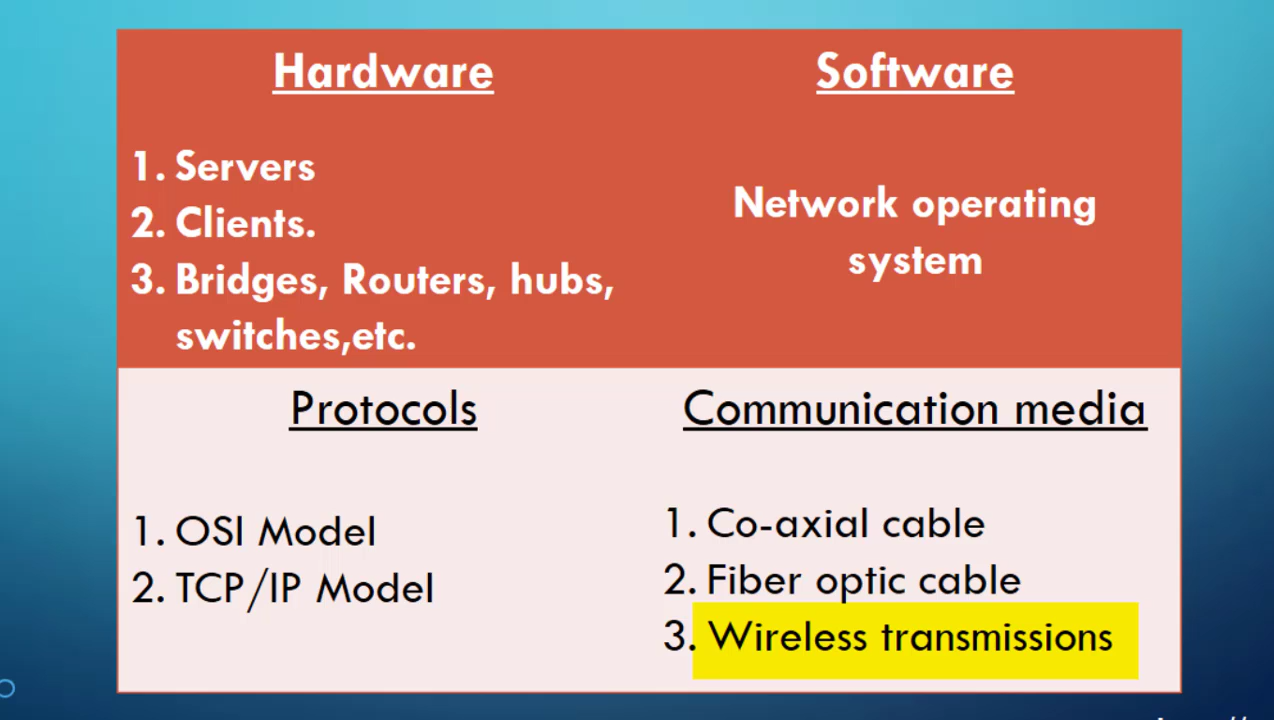 Hardware
1. Servers
2. Clients.
3. Bridges, Routers, hubs,
switches,etc.
Software
Network operating
system
Protocols
1. OSI Model
2. TCP/IP Model
Communication media
1. Co-axial cable
2. Fiber optic cable
3. Wireless transmissions